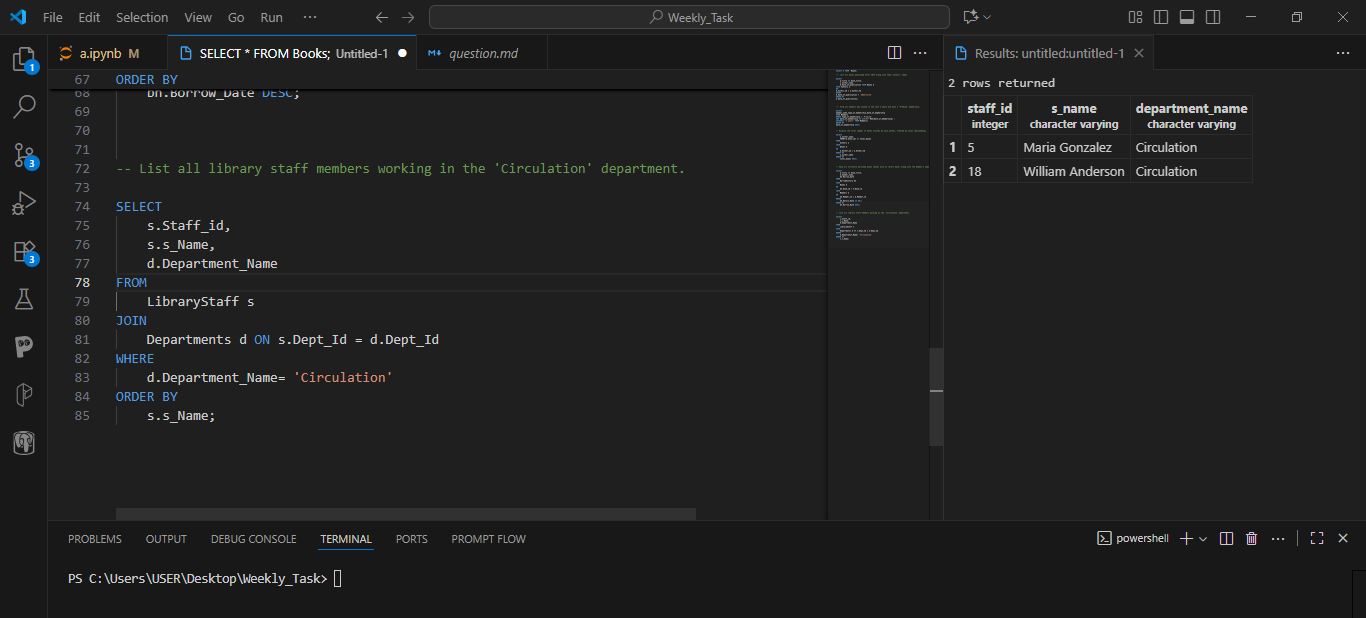 File Edit Selection View Go Run ··· Weekly_Task
a.ipynb M SELECT * FROM Books; Untitled-1 question.md
67 ORDER BY
68 bh.Borrow_Date DESC;
69
70
71
72 -- List all library staff members working in the 'Circulation' department.
73
74 SELECT
75 s.Staff_id,
76 s.s_Name,
77 d.Department_Name
78 FROM
79 LibraryStaff s
80 JOIN
81 Departments d ON s.Dept_Id = d.Dept_Id
82 WHERE
83 d.Department_Name= 'Circulation'
84 ORDER BY
85 s.s_Name;
Results: untitled:untitled-1
2 rows returned
staff_id s_name department_name
integer character varying character varying
1 5 Maria Gonzalez Circulation
2 18 William Anderson Circulation
1
3
3
PROBLEMS OUTPUT DEBUG CONSOLE TERMINAL PORTS PROMPT FLOW powershell
PS C:\Users\USER\Desktop\Weekly_Task>